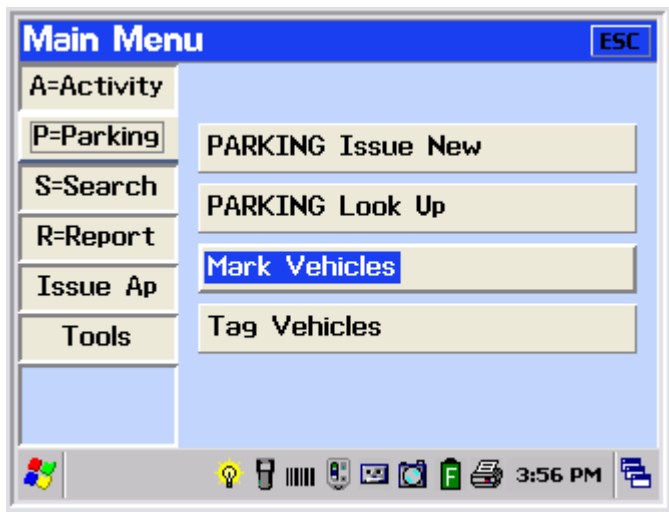 Main Menu
ESC
A=Activity
P=Parking
S=Search
R=Report
Issue Ap
Tools
PARKING Issue New
PARKING Look Up
Mark Vehicles
Tag Vehicles
F
3:56 PM